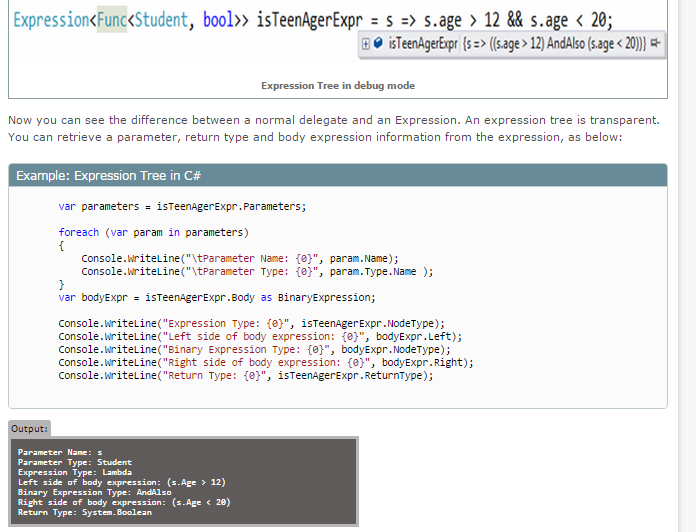 Expression<Func<Student, bool>> isTeenAgerExpr = s => s.age > 12 && s.age < 20;
isTeenAgerExpr {s => ((s.age > 12) AndAlso (s.age < 20))}
Expression Tree in debug mode
Now you can see the difference between a normal delegate and an Expression. An expression tree is transparent.
You can retrieve a parameter, return type and body expression information from the expression, as below:
Example: Expression Tree in C#
var parameters = isTeenAgerExpr.Parameters;
foreach (var param in parameters)
{
Console.WriteLine("\tParameter Name: {0}", param.Name);
Console.WriteLine("\tParameter Type: {0}", param.Type.Name );
}
var bodyExpr = isTeenAgerExpr.Body as BinaryExpression;
Console.WriteLine("Expression Type: {0}", isTeenAgerExpr.NodeType);
Console.WriteLine("Left side of body expression: {0}", bodyExpr.Left);
Console.WriteLine("Binary Expression Type: {0}", bodyExpr.NodeType);
Console.WriteLine("Right side of body expression: {0}", bodyExpr.Right);
Console.WriteLine("Return Type: {0}", isTeenAgerExpr.ReturnType);
Output:
Parameter Name: s
Parameter Type: Student
Expression Type: Lambda
Left side of body expression: (s.Age > 12)
Binary Expression Type: AndAlso
Right side of body expression: (s.Age < 20)
Return Type: System.Boolean